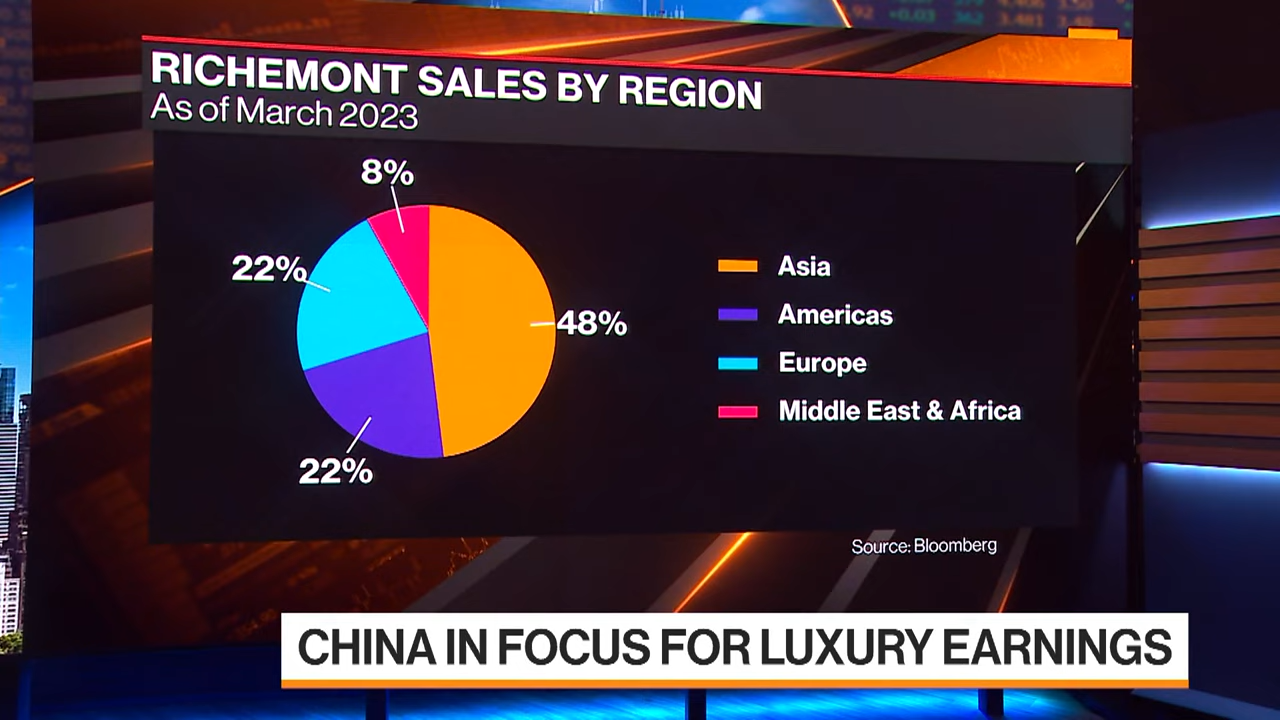 RICHEMONT SALES BY REGION
As of March 2023
8%
22%
48%
22%
Asia
Americas
Europe
Middle East & Africa
Source: Bloomberg
CHINA IN FOCUS FOR LUXURY EARNINGS